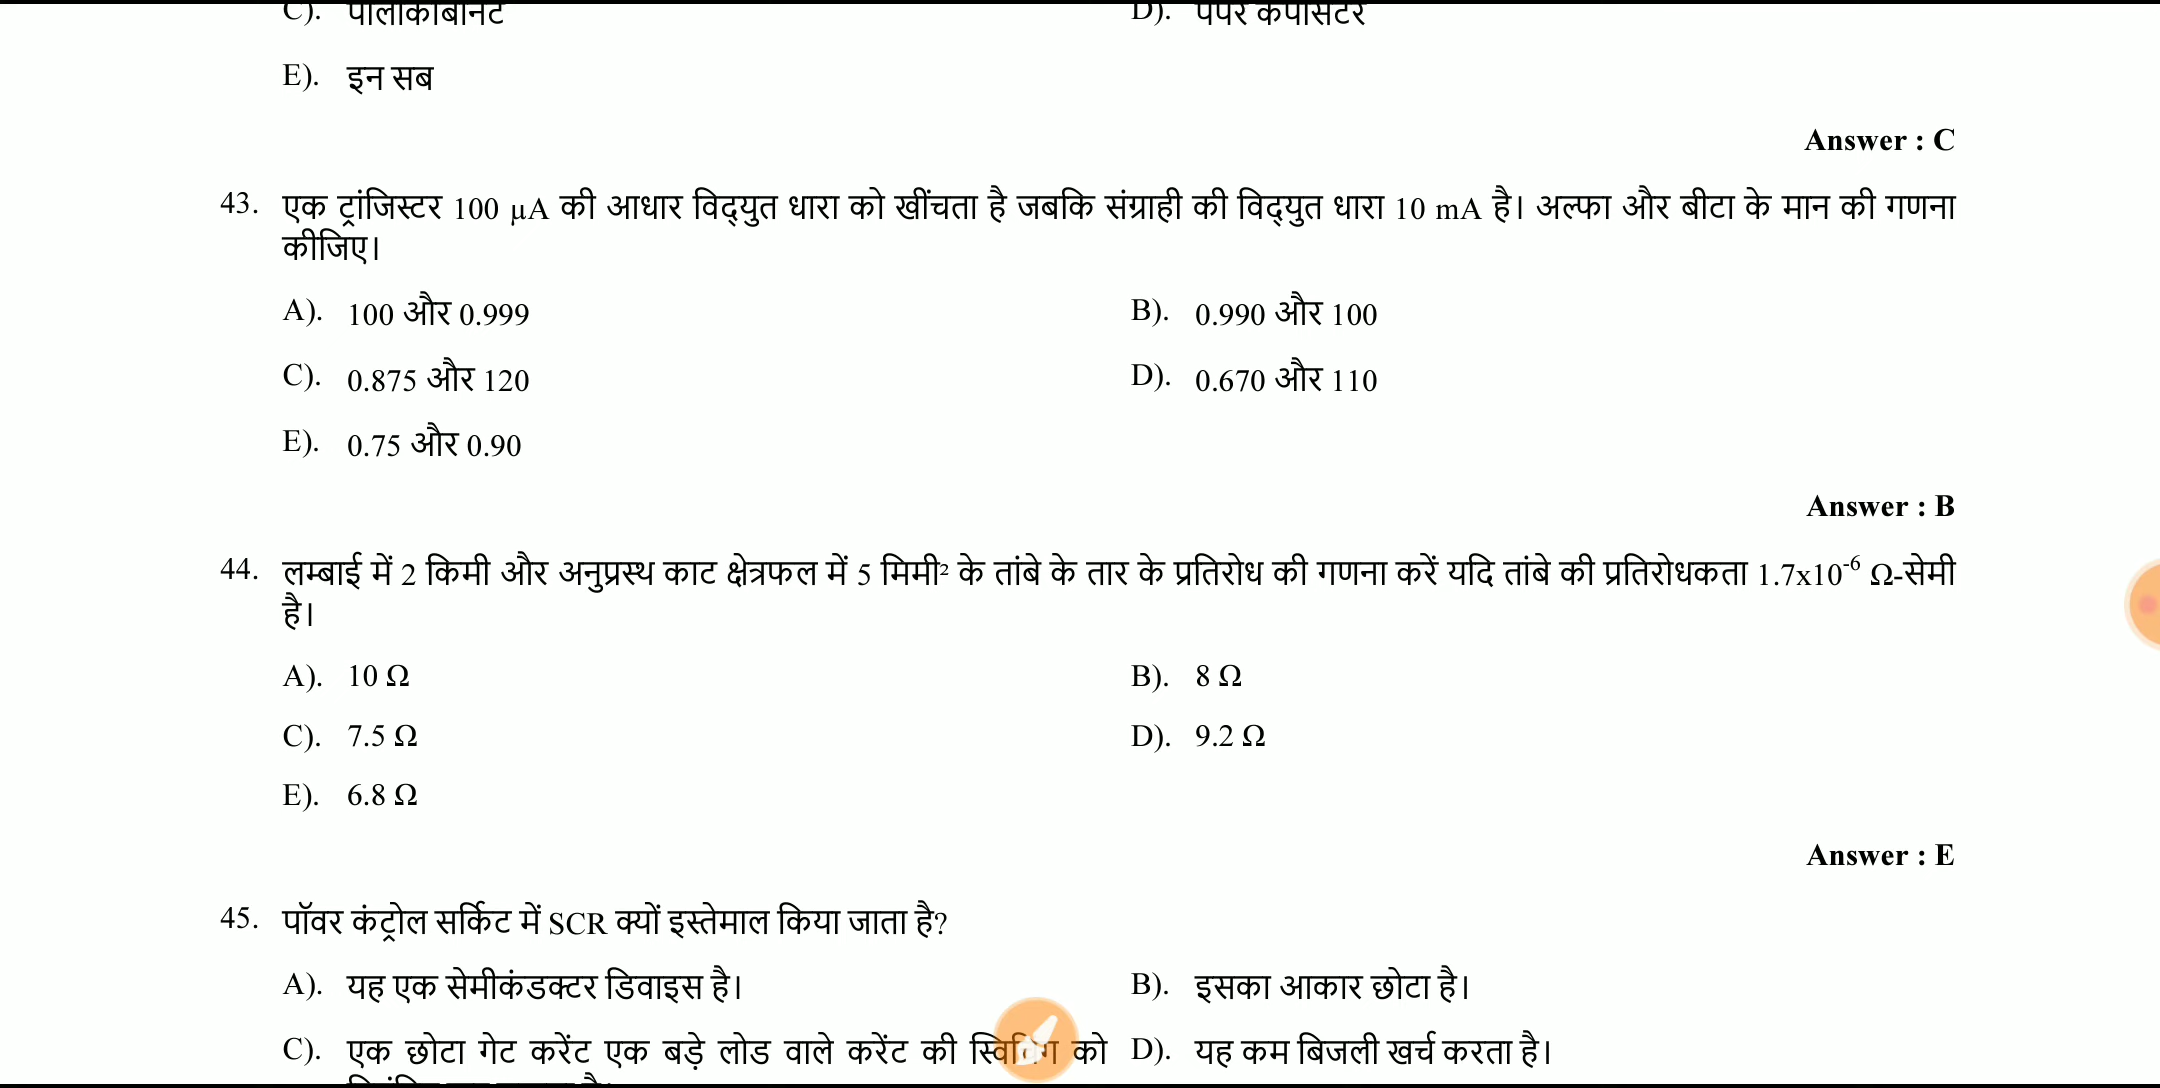 C). पॉलीकार्बोनेट D). पेपर कैपेसिटर
E). इन सब
Answer : C
43. एक ट्रांजिस्टर 100 µA की आधार विद्युत धारा को खींचता है जबकि संग्राही की विद्युत धारा 10 mA है। अल्फा और बीटा के मान की गणना
कीजिए।
A). 100 और 0.999 B). 0.990 और 100
C). 0.875 और 120 D). 0.670 और 110
E). 0.75 और 0.90
Answer : B
44. लम्बाई में 2 किमी और अनुप्रस्थ काट क्षेत्रफल में 5 मिमी² के तांबे के तार के प्रतिरोध की गणना करें यदि तांबे की प्रतिरोधकता 1.7x10⁻⁶ Ω-सेमी
है।
A). 10 Ω B). 8 Ω
C). 7.5 Ω D). 9.2 Ω
E). 6.8 Ω
Answer : E
45. पॉवर कंट्रोल सर्किट में SCR क्यों इस्तेमाल किया जाता है?
A). यह एक सेमीकंडक्टर डिवाइस है। B). इसका आकार छोटा है।
C). एक छोटा गेट करेंट एक बड़े लोड वाले करेंट की स्विचिंग को D). यह कम बिजली खर्च करता है।